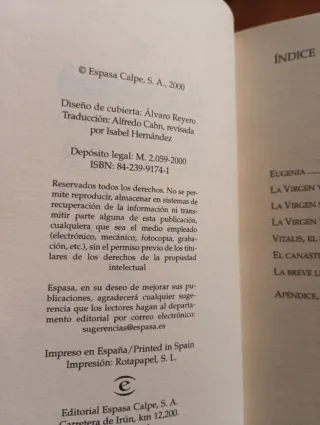 © Espasa Calpe, S. A., 2000
Diseño de cubierta: Álvaro Reyero
Traducción: Alfredo Cahn, revisada
por Isabel Hernández
Depósito legal: M. 2.059-2000
ISBN: 84-239-9174-1
Reservados todos los derechos. No se per-
mite reproducir, almacenar en sistemas de
recuperación de la información ni trans-
mitir parte alguna de esta publicación,
cualquiera que sea el medio empleado
(electrónico, mecánico, fotocopia, graba-
ción, etc.), sin el permiso previo de los titu-
lares de los derechos de la propiedad
intelectual
Espasa, en su deseo de mejorar sus pu-
blicaciones, agradecerá cualquier suge-
rencia que los lectores hagan al departa-
mento editorial por correo electrónico:
sugerencias@espasa.es
Impreso en España/Printed in Spain
Impresión: Rotapapel, S. L.
Editorial Espasa Calpe, S. A.
Carretera de Irún, km 12,200.
ÍNDICE
EUGENIA
LA VIRGEN Y
LA VIRGEN
LA VIRGEN
VITALIS, EL
EL CANASTI
LA BREVE L
APÉNDICE,